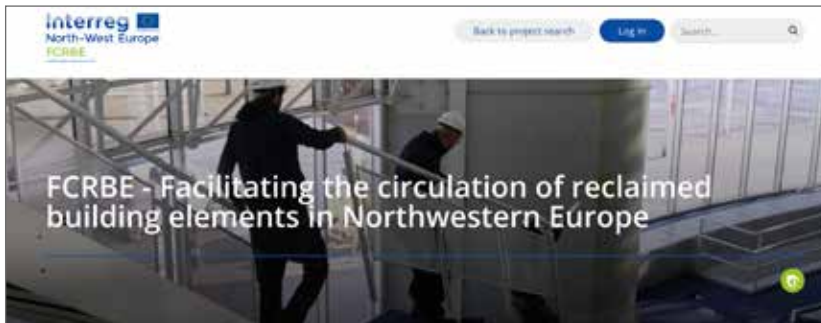 Interreg
North-West Europe
FCRBE
Back to project search
Log in
Search...
FCRBE - Facilitating the circulation of reclaimed
building elements in Northwestern Europe